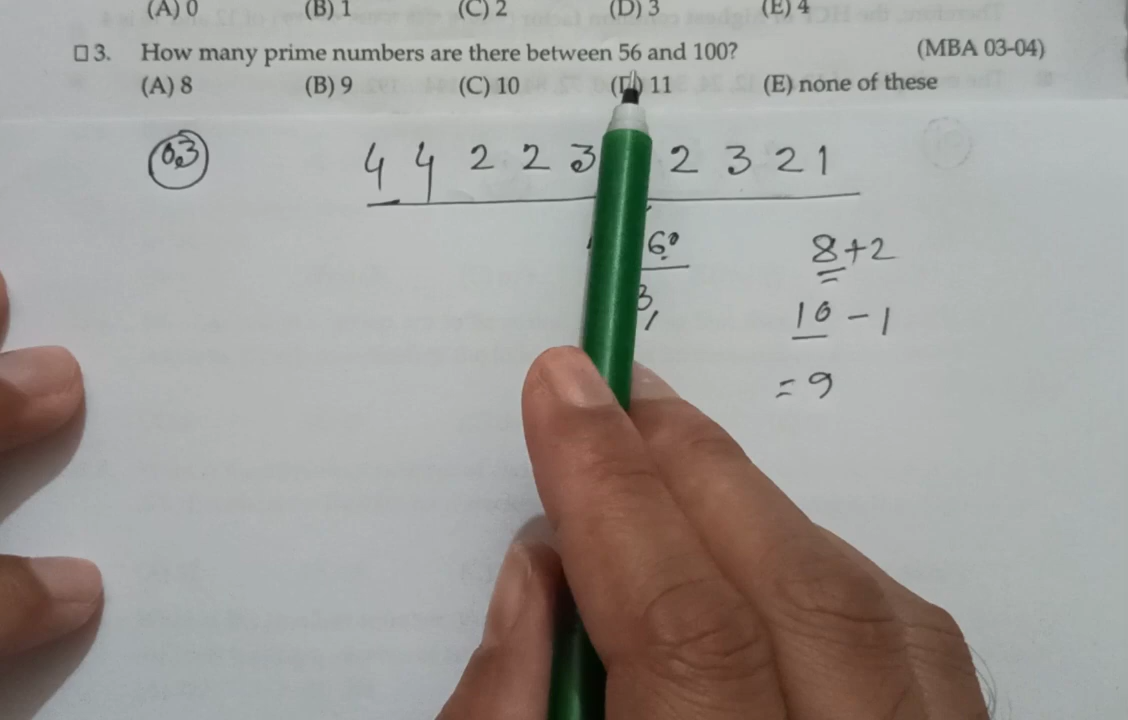 (A) 0 (B) 1 (C) 2 (D) 3 (E) 4
3. How many prime numbers are there between 56 and 100? (MBA 03-04)
(A) 8 (B) 9 (C) 10 11 (E) none of these
03 4 4 2 2 3 2 3 2 1
60 8+2
3, 10 - 1
= 9